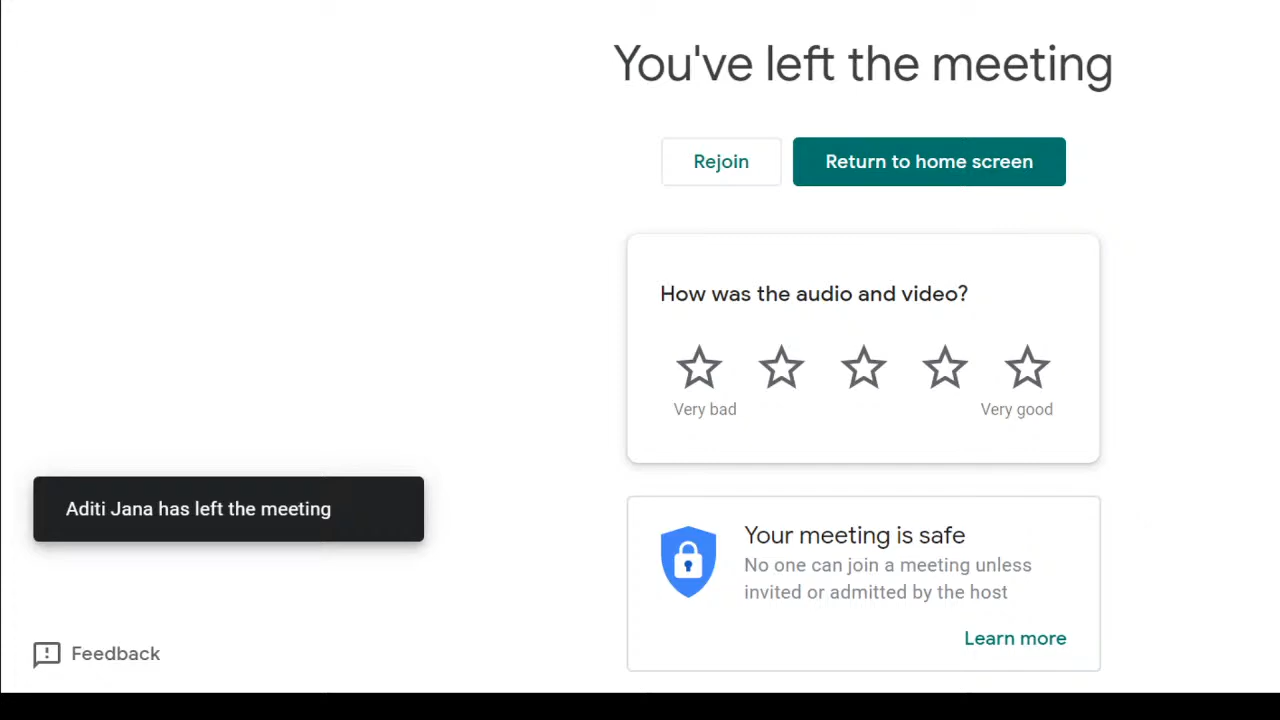 You've left the meeting
Rejoin
Return to home screen
How was the audio and video?
Very bad
Very good
Aditi Jana has left the meeting
Your meeting is safe
No one can join a meeting unless
invited or admitted by the host
Learn more
Feedback